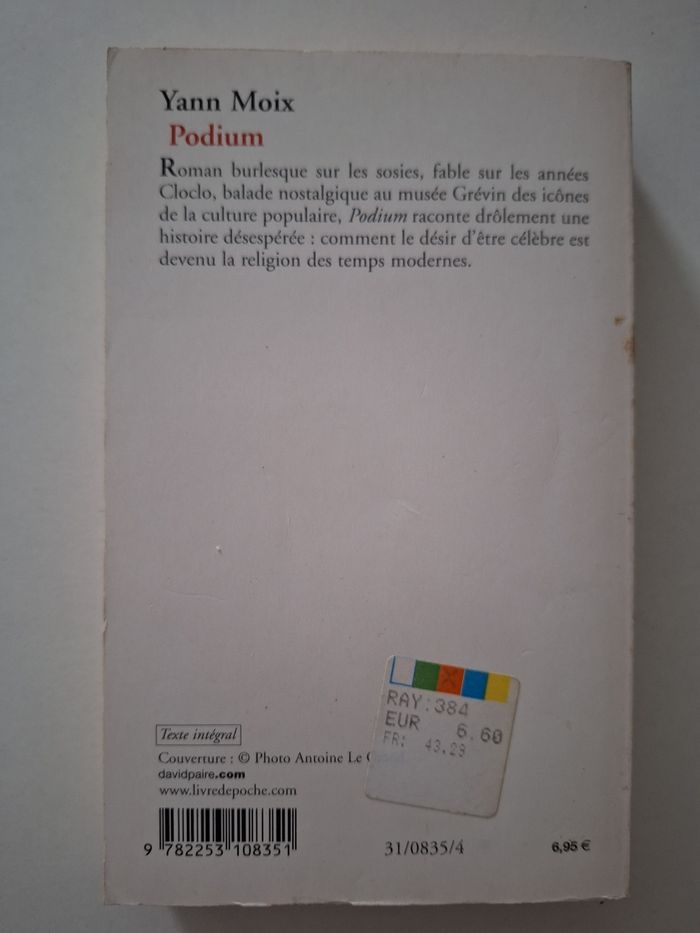 Yann Moix
Podium
Roman burlesque sur les sosies, fable sur les années
Cloclo, balade nostalgique au musée Grévin des icônes
de la culture populaire, Podium raconte drôlement une
histoire désespérée : comment le désir d'être célèbre est
devenu la religion des temps modernes.
RAY:384
EUR 6.60
FR: 43.29
Texte intégral
Couverture : © Photo Antoine Le
davidpaire.com
www.livredepoche.com
9 782253 108351
31/0835/4
6,95 €